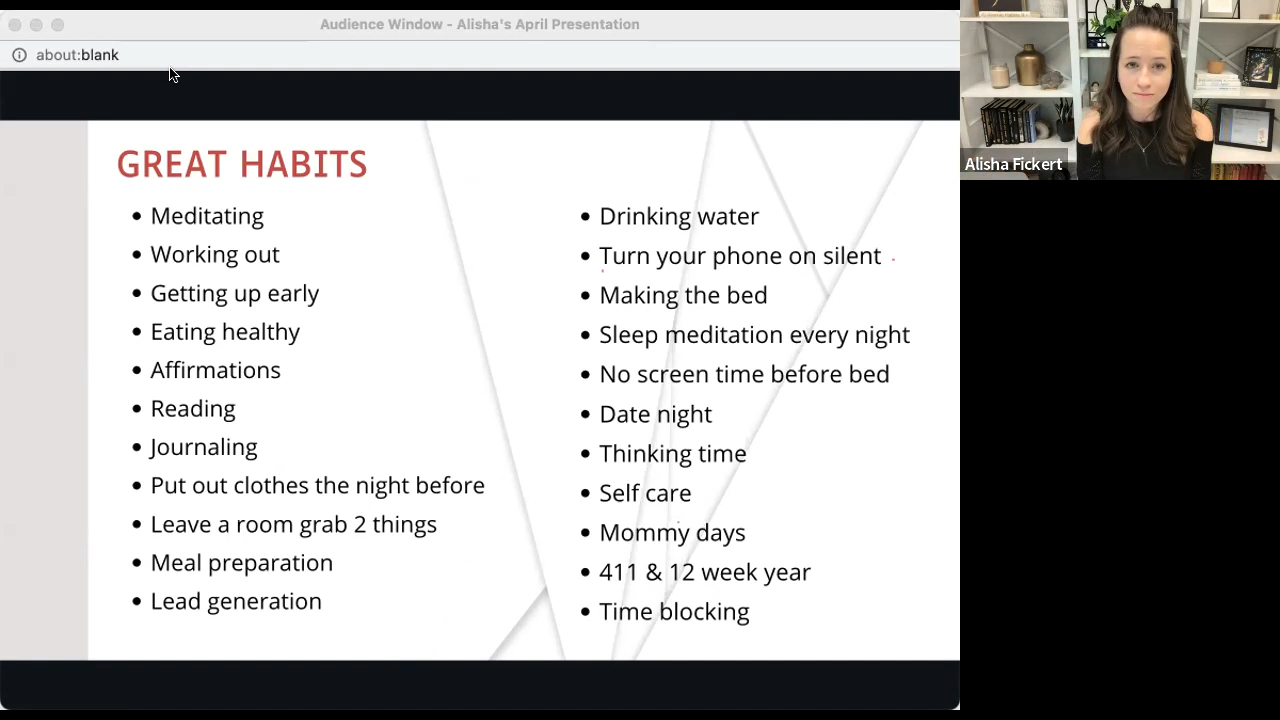 Audience Window - Alisha's April Presentation
about:blank
GREAT HABITS
• Meditating
• Working out
• Getting up early
• Eating healthy
• Affirmations
• Reading
• Journaling
• Put out clothes the night before
• Leave a room grab 2 things
• Meal preparation
• Lead generation
• Drinking water
• Turn your phone on silent
• Making the bed
• Sleep meditation every night
• No screen time before bed
• Date night
• Thinking time
• Self care
• Mommy days
• 411 & 12 week year
• Time blocking
Alisha Fickert